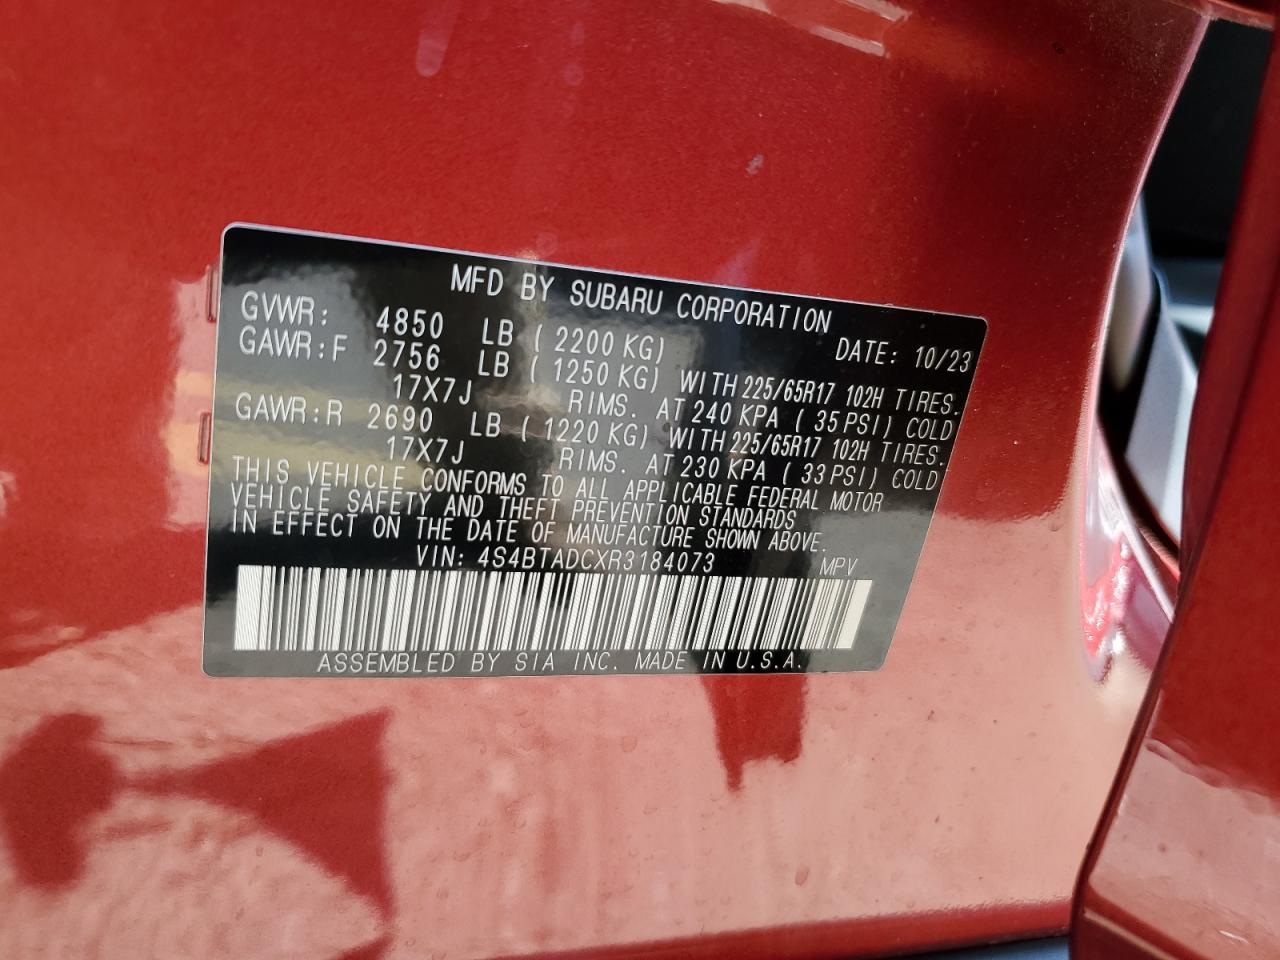 MFD BY SUBARU CORPORATION
DATE: 10/23
GVWR: 4850 LB ( 2200 KG)
GAWR:F 2756 LB ( 1250 KG) WITH 225/65R17 102H TIRES.
17X7J RIMS. AT 240 KPA ( 35 PSI) COLD
GAWR:R 2690 LB ( 1220 KG) WITH 225/65R17 102H TIRES.
17X7J RIMS. AT 230 KPA ( 33 PSI) COLD
THIS VEHICLE CONFORMS TO ALL APPLICABLE FEDERAL MOTOR
VEHICLE SAFETY AND THEFT PREVENTION STANDARDS
IN EFFECT ON THE DATE OF MANUFACTURE SHOWN ABOVE.
VIN: 4S4BTADCXR3184073 MPV
ASSEMBLED BY SIA INC. MADE IN U.S.A.